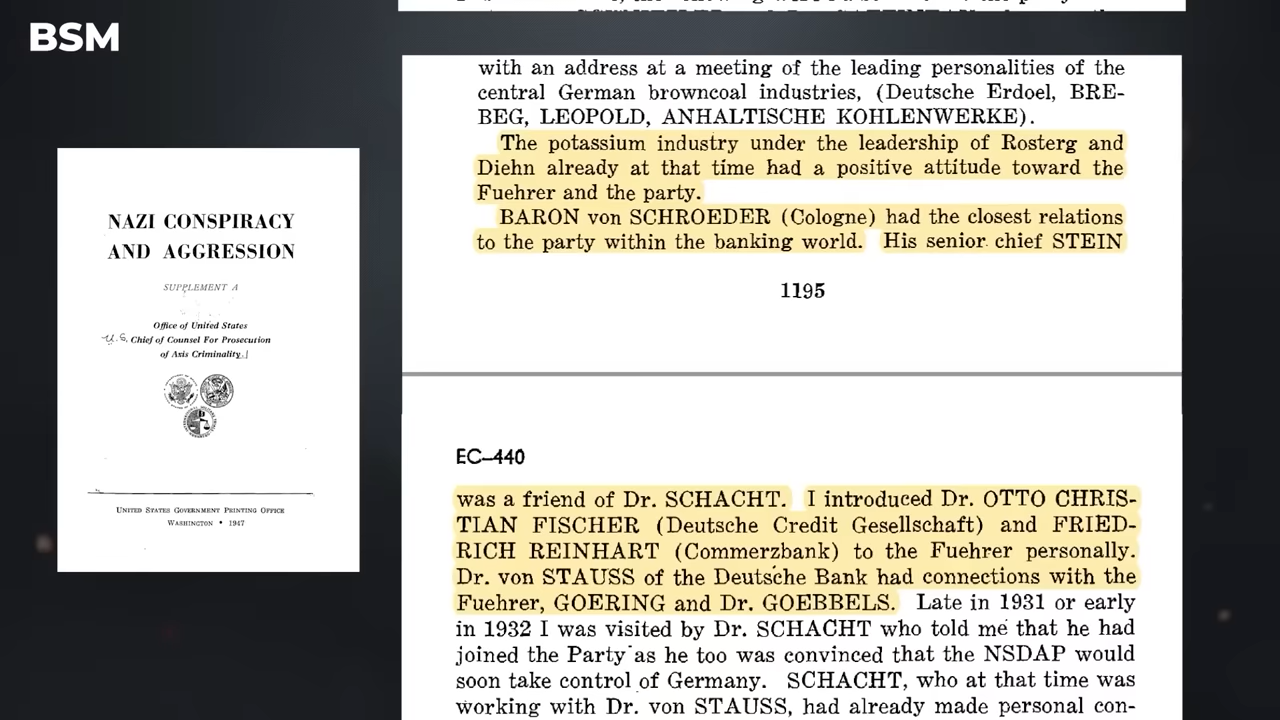 BSM
NAZI CONSPIRACY
AND AGGRESSION
SUPPLEMENT A
Office of United States
U.S. Chief of Counsel For Prosecution
of Axis Criminality.
UNITED STATES GOVERNMENT PRINTING OFFICE
WASHINGTON • 1947
with an address at a meeting of the leading personalities of the
central German browncoal industries, (Deutsche Erdoel, BRE-
BEG, LEOPOLD, ANHALTISCHE KOHLENWERKE).
The potassium industry under the leadership of Rosterg and
Diehn already at that time had a positive attitude toward the
Fuehrer and the party.
BARON von SCHROEDER (Cologne) had the closest relations
to the party within the banking world. His senior chief STEIN
1195
EC–440
was a friend of Dr. SCHACHT. I introduced Dr. OTTO CHRIS-
TIAN FISCHER (Deutsche Credit Gesellschaft) and FRIED-
RICH REINHART (Commerzbank) to the Fuehrer personally.
Dr. von STAUSS of the Deutsche Bank had connections with the
Fuehrer, GOERING and Dr. GOEBBELS. Late in 1931 or early
in 1932 I was visited by Dr. SCHACHT who told me that he had
joined the Party as he too was convinced that the NSDAP would
soon take control of Germany. SCHACHT, who at that time was
working with Dr. von STAUSS, had already made personal con-